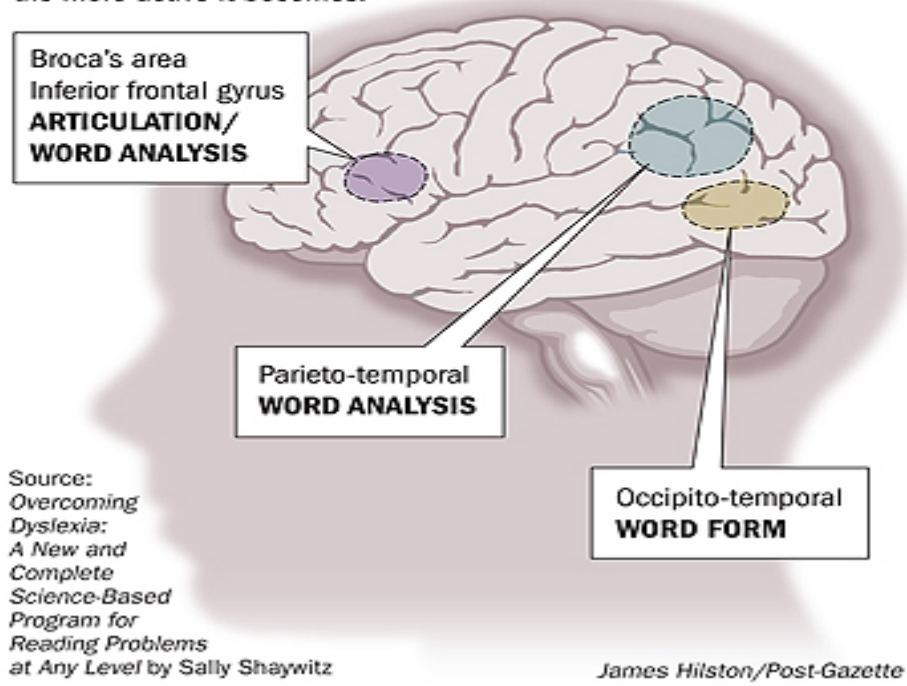 Broca's area
Inferior frontal gyrus
ARTICULATION/
WORD ANALYSIS
Parieto-temporal
WORD ANALYSIS
Occipito-temporal
WORD FORM
Source:
Overcoming
Dyslexia:
A New and
Complete
Science-Based
Program for
Reading Problems
at Any Level by Sally Shaywitz
James Hilston/Post-Gazette